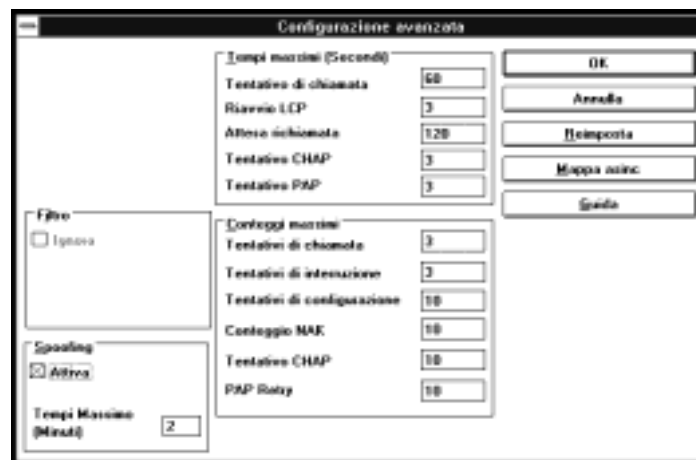 Configurazione avanzata
Tempi massimi (Secondi)
Tentativo di chiamata 60
Riavvio LCP 3
Attesa richiamata 120
Tentativo CHAP 3
Tentativo PAP 3
OK
Annulla
Reimposta
Mappa asinc
Guida
Filtro
Ignora
Conteggi massimi
Tentativi di chiamata 3
Tentativi di interruzione 3
Tentativi di configurazione 10
Conteggio NAK 10
Tentativo CHAP 10
PAP Retry 10
Spoofing
Attiva
Tempi Massimo
(Minuti) 2